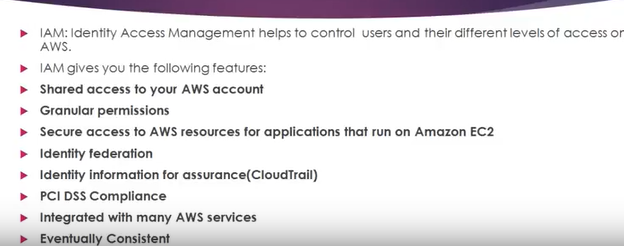 IAM: Identity Access Management helps to control users and their different levels of access on
AWS.
IAM gives you the following features:
Shared access to your AWS account
Granular permissions
Secure access to AWS resources for applications that run on Amazon EC2
Identity federation
Identity information for assurance(CloudTrail)
PCI DSS Compliance
Integrated with many AWS services
Eventually Consistent